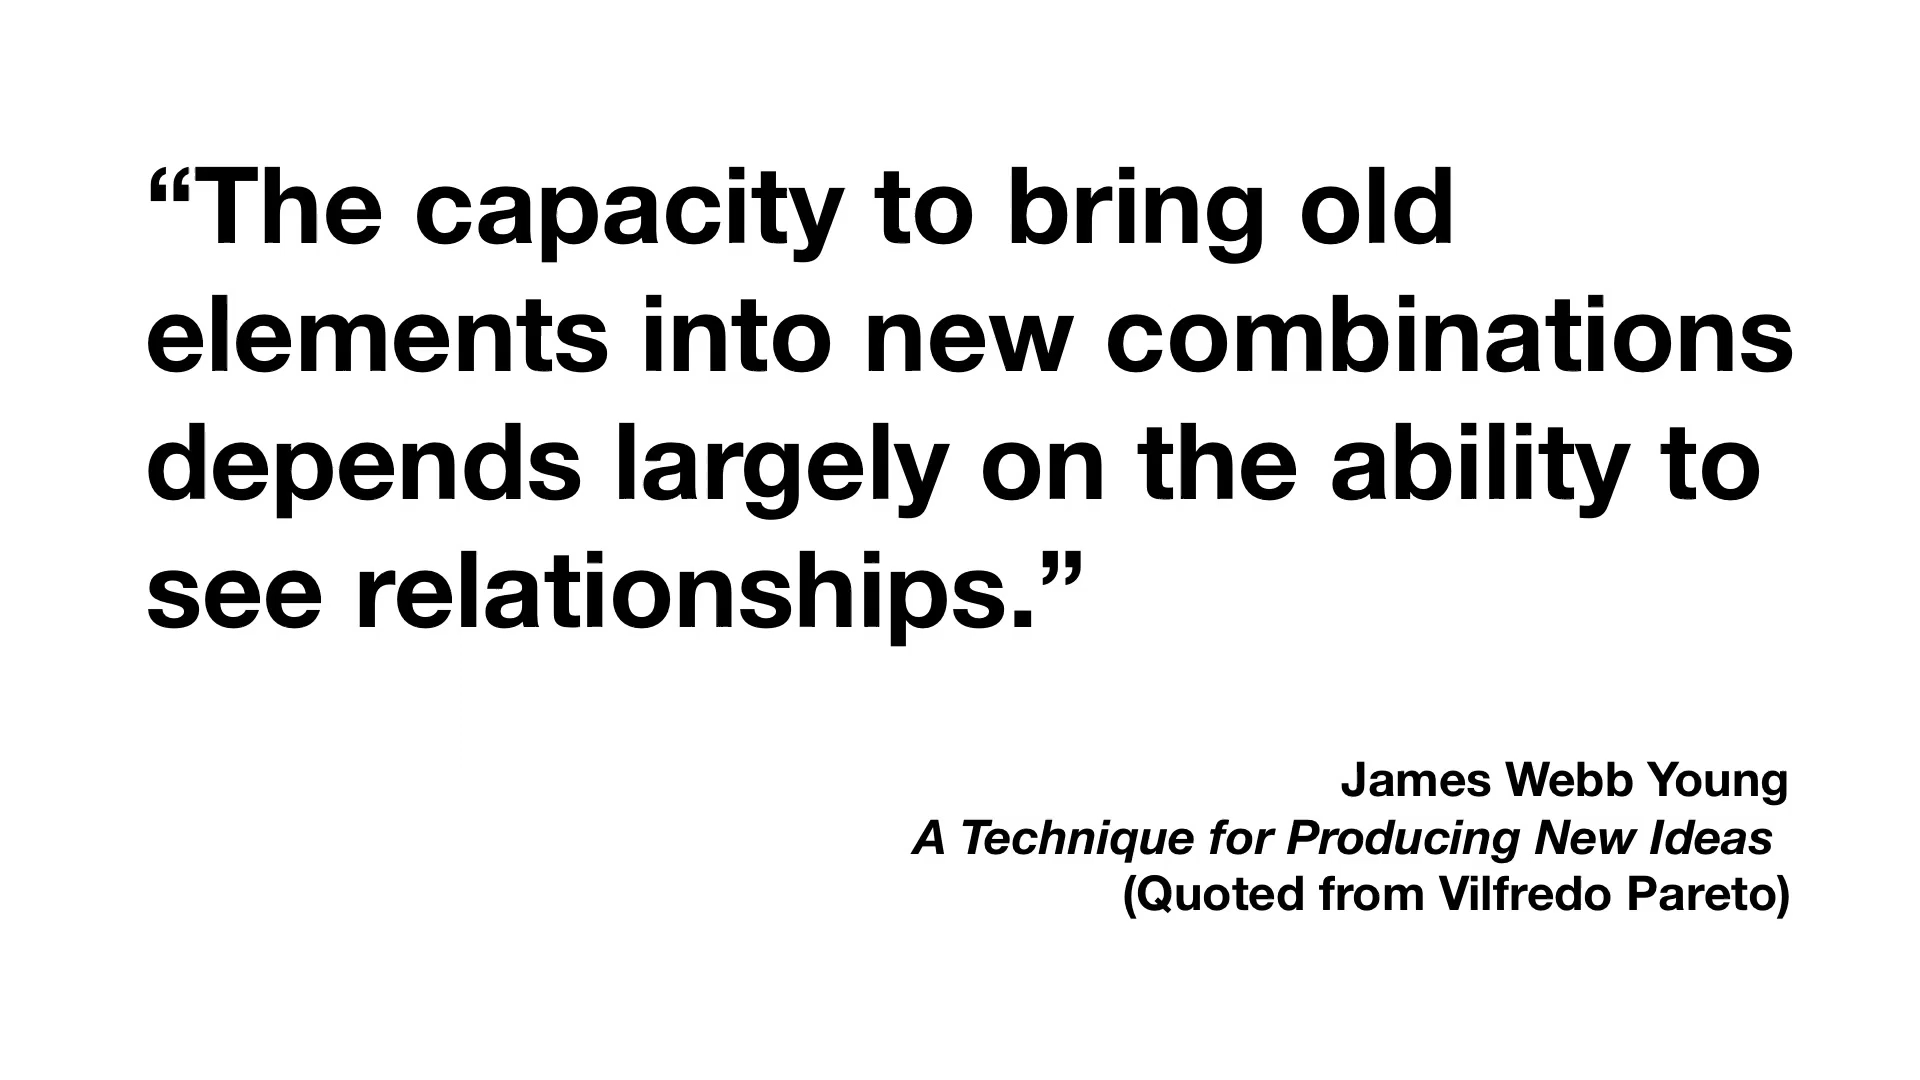 “The capacity to bring old
elements into new combinations
depends largely on the ability to
see relationships.”
James Webb Young
A Technique for Producing New Ideas
(Quoted from Vilfredo Pareto)